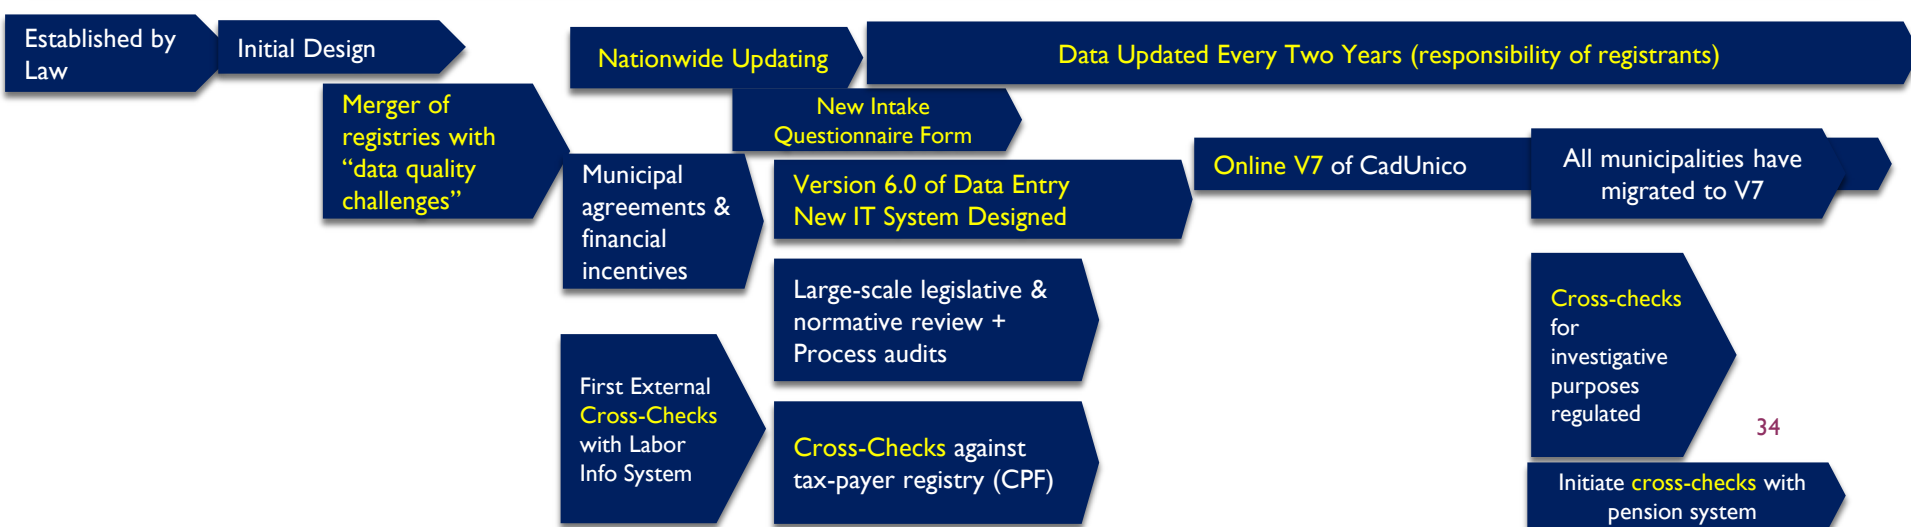 Established by
Law
Initial Design
Merger of
registries with
“data quality
challenges”
Nationwide Updating
Data Updated Every Two Years (responsibility of registrants)
New Intake
Questionnaire Form
Municipal
agreements &
financial
incentives
Version 6.0 of Data Entry
New IT System Designed
Online V7 of CadUnico
All municipalities have
migrated to V7
Large-scale legislative &
normative review +
Process audits
First External
Cross-Checks
with Labor
Info System
Cross-Checks against
tax-payer registry (CPF)
Cross-checks
for
investigative
purposes
regulated
34
Initiate cross-checks with
pension system